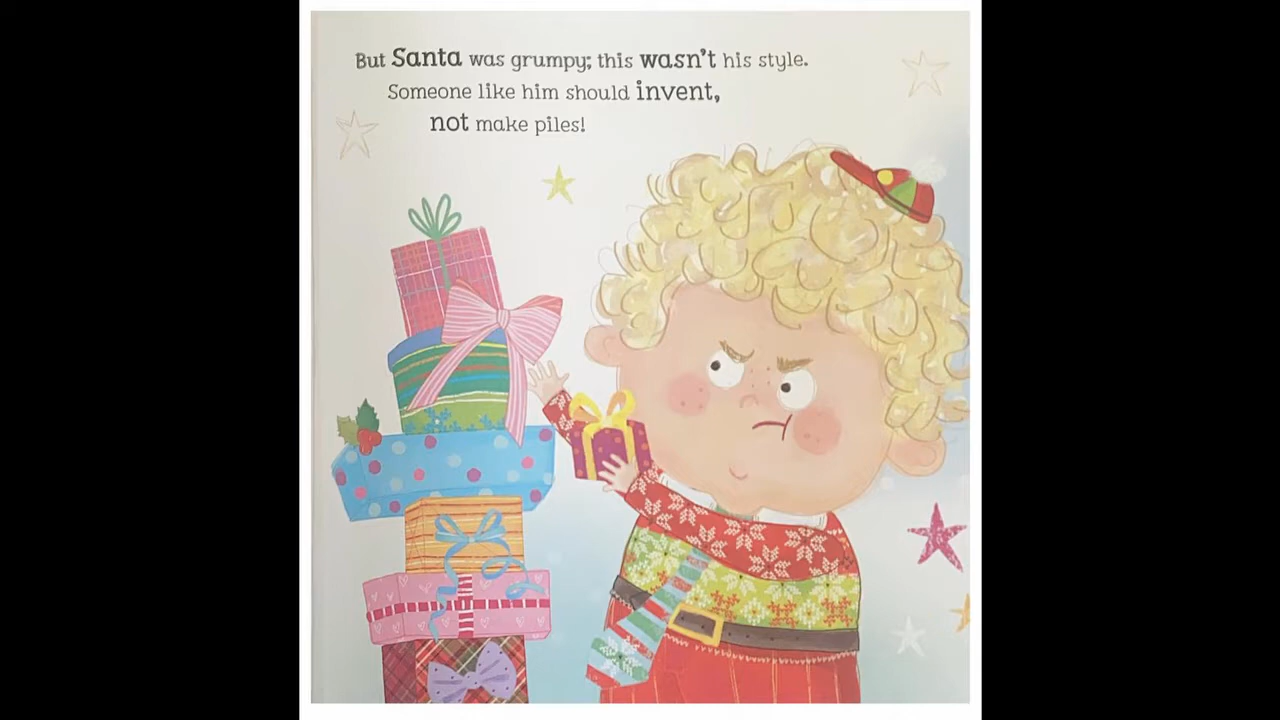 But Santa was grumpy; this wasn't his style.
Someone like him should invent,
not make piles!